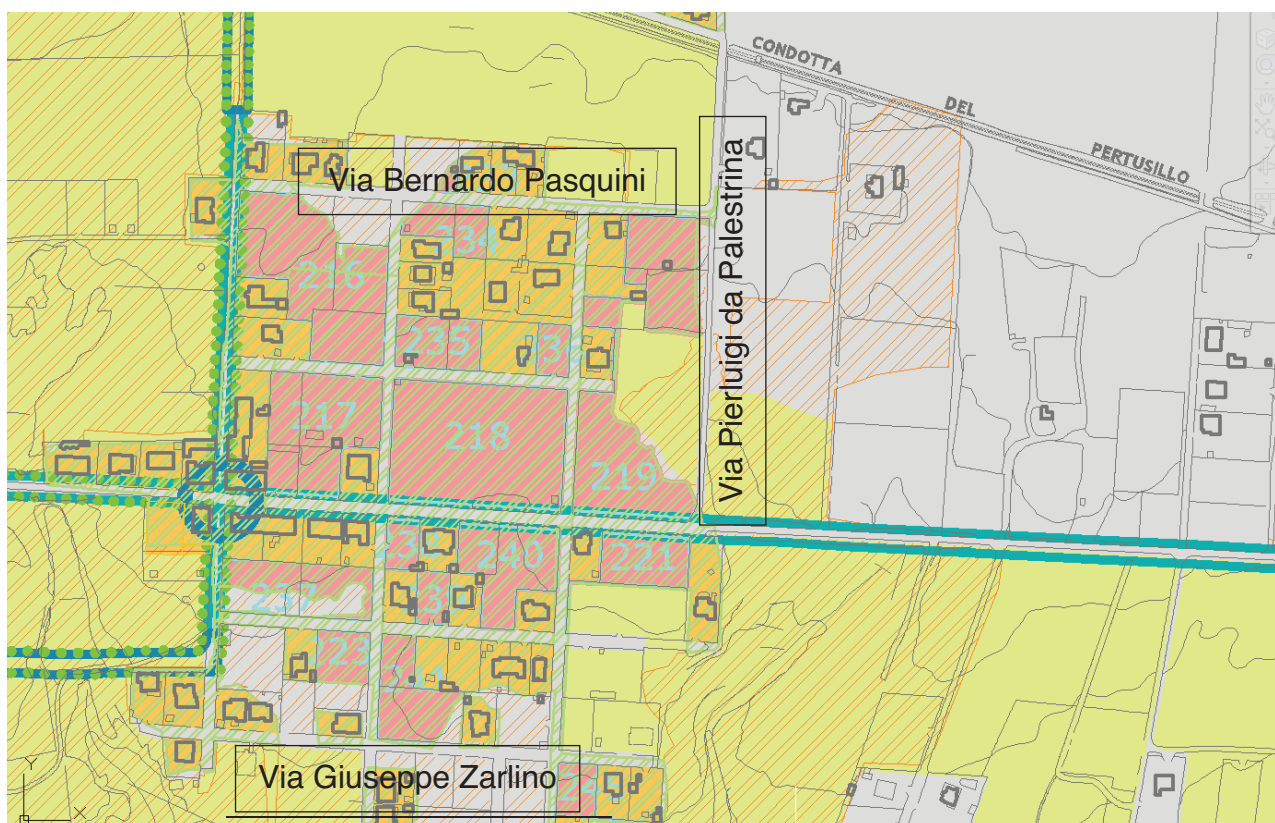 CONDOTTA DEL PERTUSILLO
Via Bernardo Pasquini
Via Pierluigi da Palestrina
234
216
235
217
218
219
240
221
237
Via Giuseppe Zarlino
Y
X